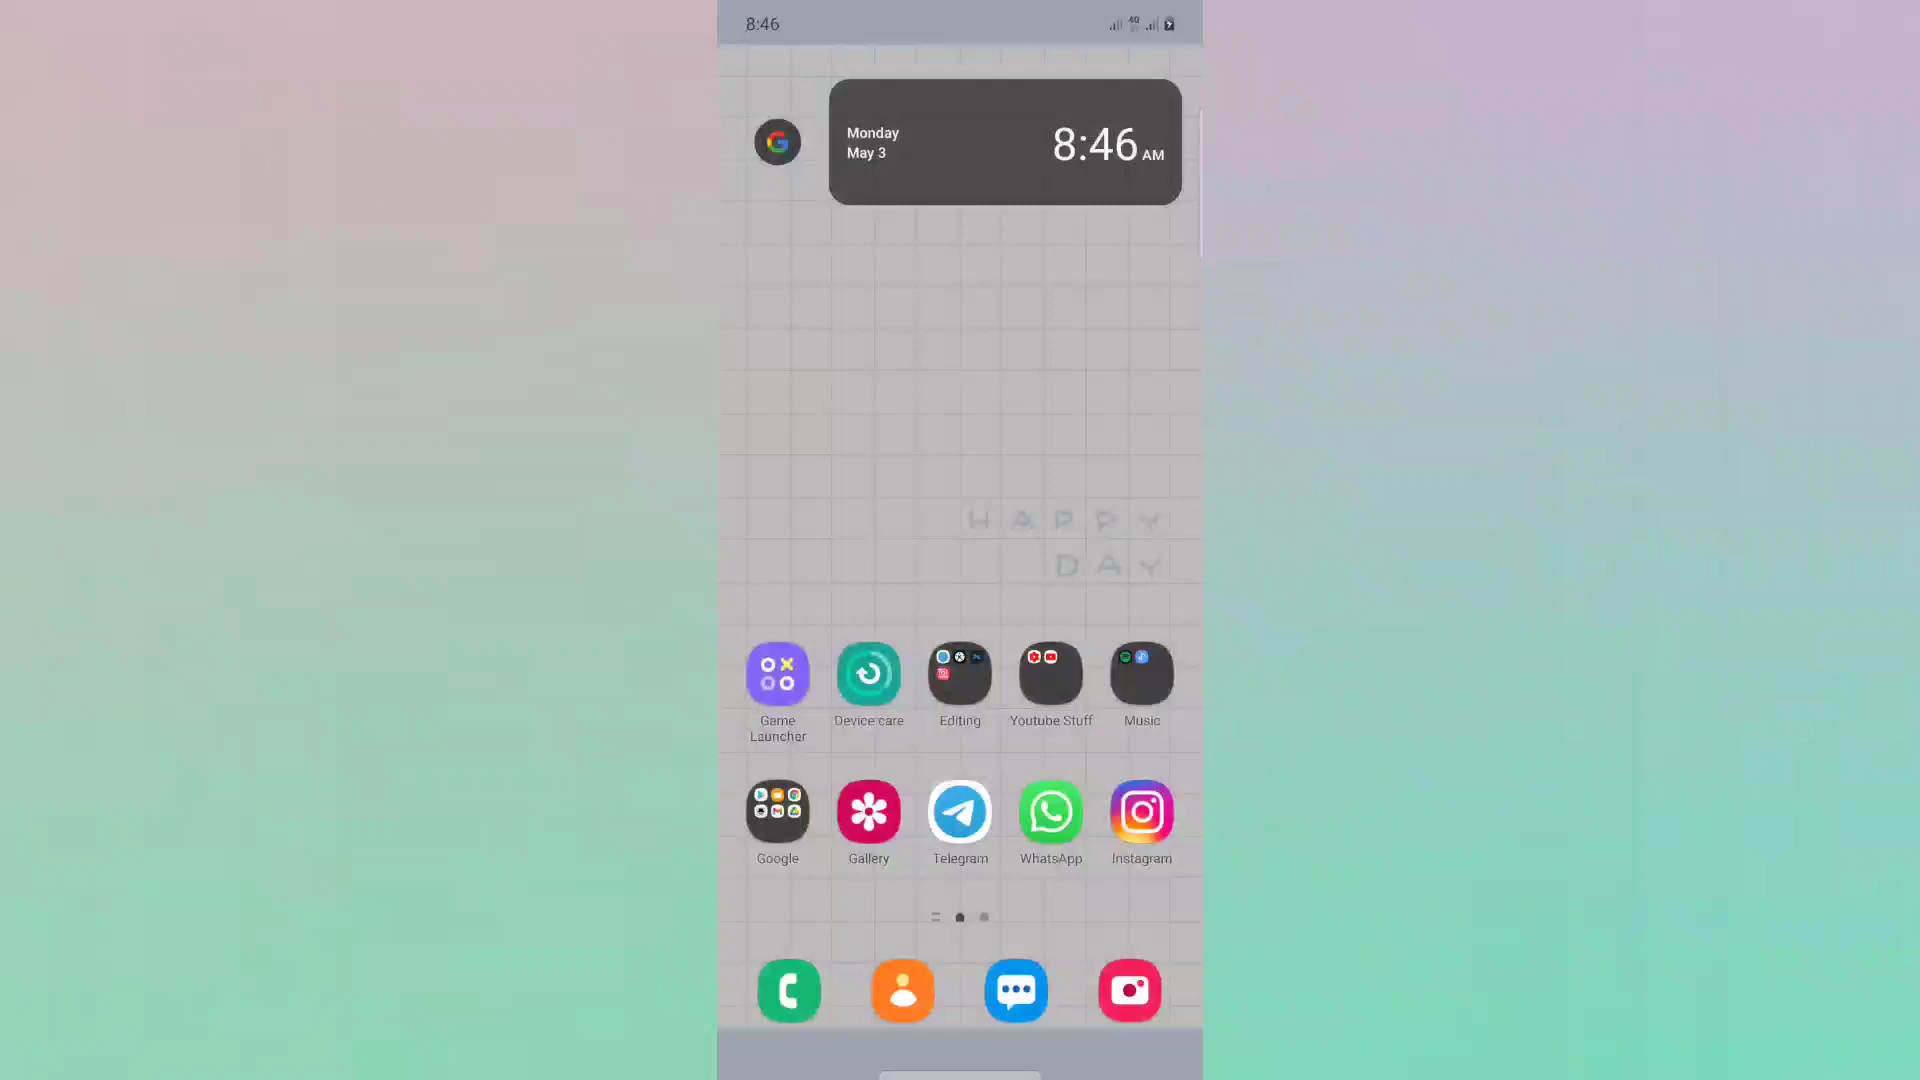 8:46
4G
Monday
May 3
8:46 AM
HAPPY
DAY
Game Launcher
Device care
Editing
Youtube Stuff
Music
Google
Gallery
Telegram
WhatsApp
Instagram